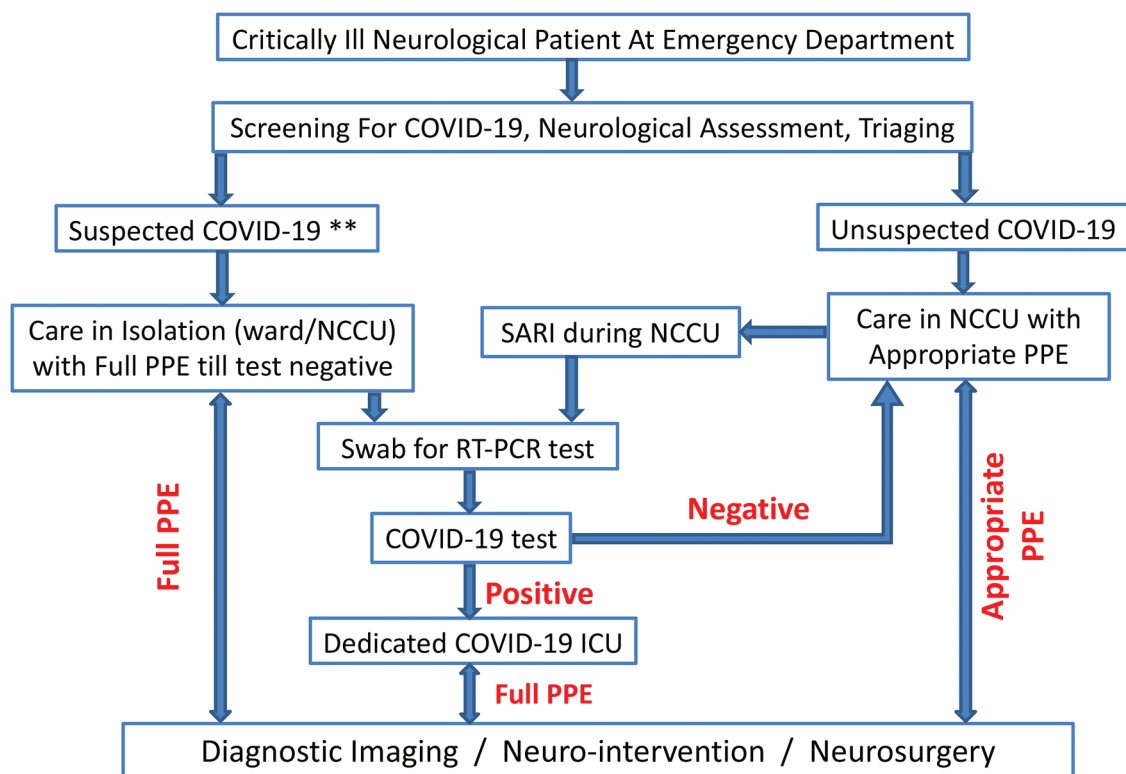 Critically Ill Neurological Patient At Emergency Department
Screening For COVID-19, Neurological Assessment, Triaging
Suspected COVID-19 **
Unsuspected COVID-19
Care in Isolation (ward/NCCU)
with Full PPE till test negative
SARI during NCCU
Care in NCCU with
Appropriate PPE
Swab for RT-PCR test
Full PPE
Negative
Appropriate
PPE
COVID-19 test
Positive
Dedicated COVID-19 ICU
Full PPE
Diagnostic Imaging / Neuro-intervention / Neurosurgery